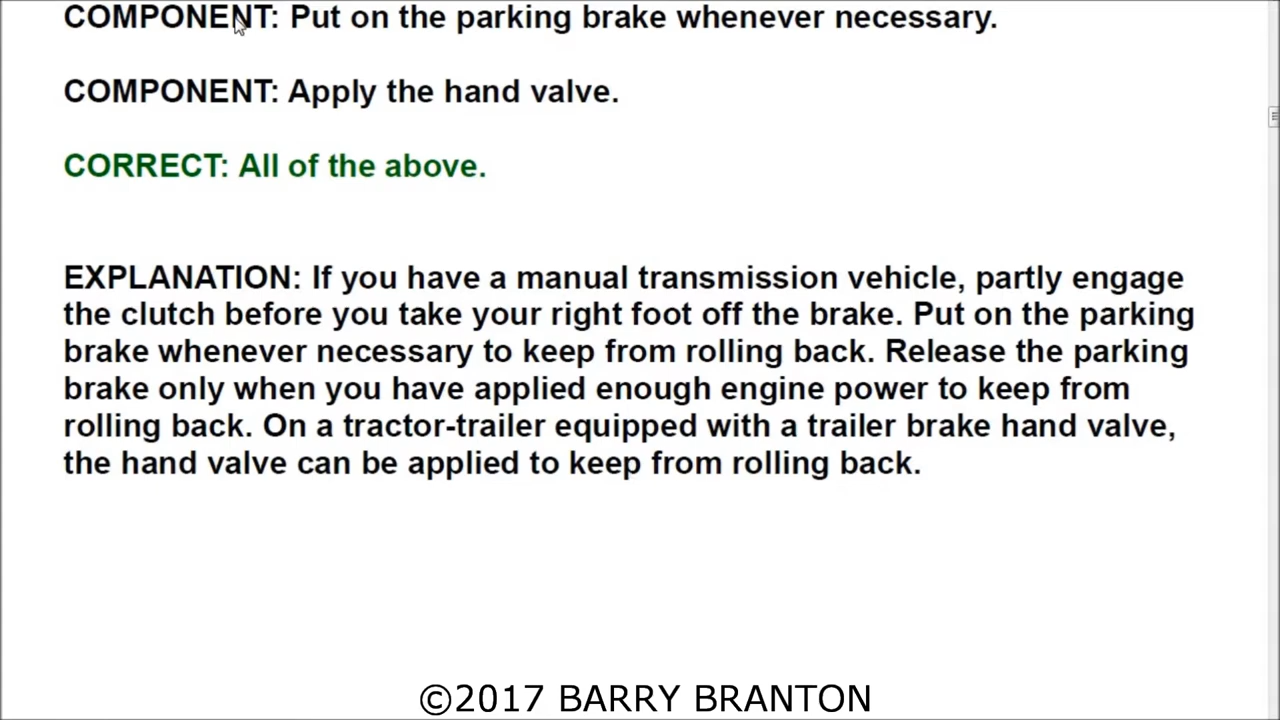 COMPONENT: Put on the parking brake whenever necessary.
COMPONENT: Apply the hand valve.
CORRECT: All of the above.
EXPLANATION: If you have a manual transmission vehicle, partly engage
the clutch before you take your right foot off the brake. Put on the parking
brake whenever necessary to keep from rolling back. Release the parking
brake only when you have applied enough engine power to keep from
rolling back. On a tractor-trailer equipped with a trailer brake hand valve,
the hand valve can be applied to keep from rolling back.
©2017 BARRY BRANTON